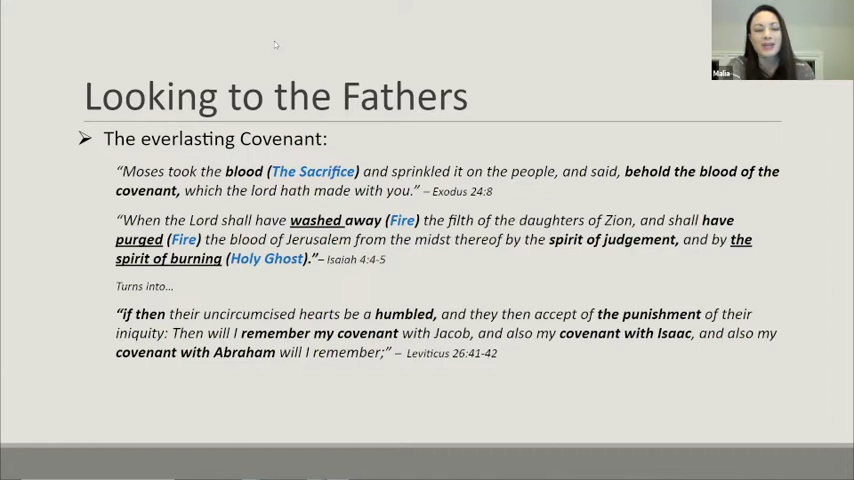 Malia
Looking to the Fathers
The everlasting Covenant:
“Moses took the blood (The Sacrifice) and sprinkled it on the people, and said, behold the blood of the
covenant, which the lord hath made with you.” – Exodus 24:8
“When the Lord shall have washed away (Fire) the filth of the daughters of Zion, and shall have
purged (Fire) the blood of Jerusalem from the midst thereof by the spirit of judgement, and by the
spirit of burning (Holy Ghost).”– Isaiah 4:4-5
Turns into…
“if then their uncircumcised hearts be a humbled, and they then accept of the punishment of their
iniquity: Then will I remember my covenant with Jacob, and also my covenant with Isaac, and also my
covenant with Abraham will I remember;” – Leviticus 26:41-42